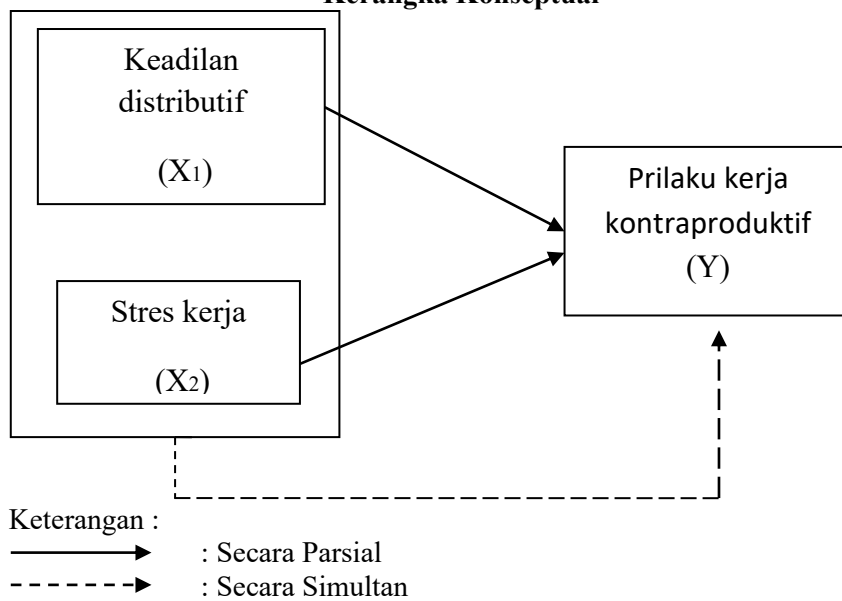 Kerangka Konseptual
Keadilan
distributif
(X1)
Stres kerja
(X2)
Prilaku kerja
kontraproduktif
(Y)
Keterangan :
: Secara Parsial
: Secara Simultan